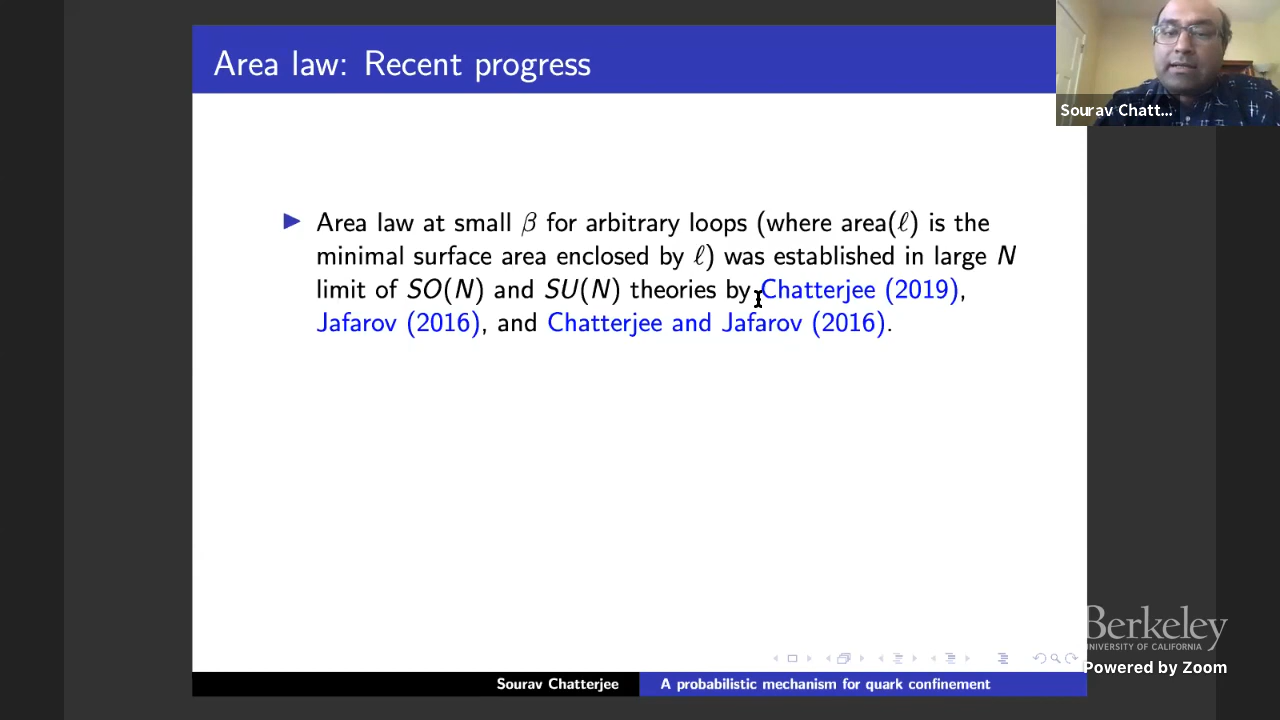 Area law: Recent progress
Sourav Chatt...
▶ Area law at small β for arbitrary loops (where area(ℓ) is the
minimal surface area enclosed by ℓ) was established in large N
limit of SO(N) and SU(N) theories by Chatterjee (2019),
Jafarov (2016), and Chatterjee and Jafarov (2016).
Berkeley
UNIVERSITY OF CALIFORNIA
Powered by Zoom
Sourav Chatterjee
A probabilistic mechanism for quark confinement